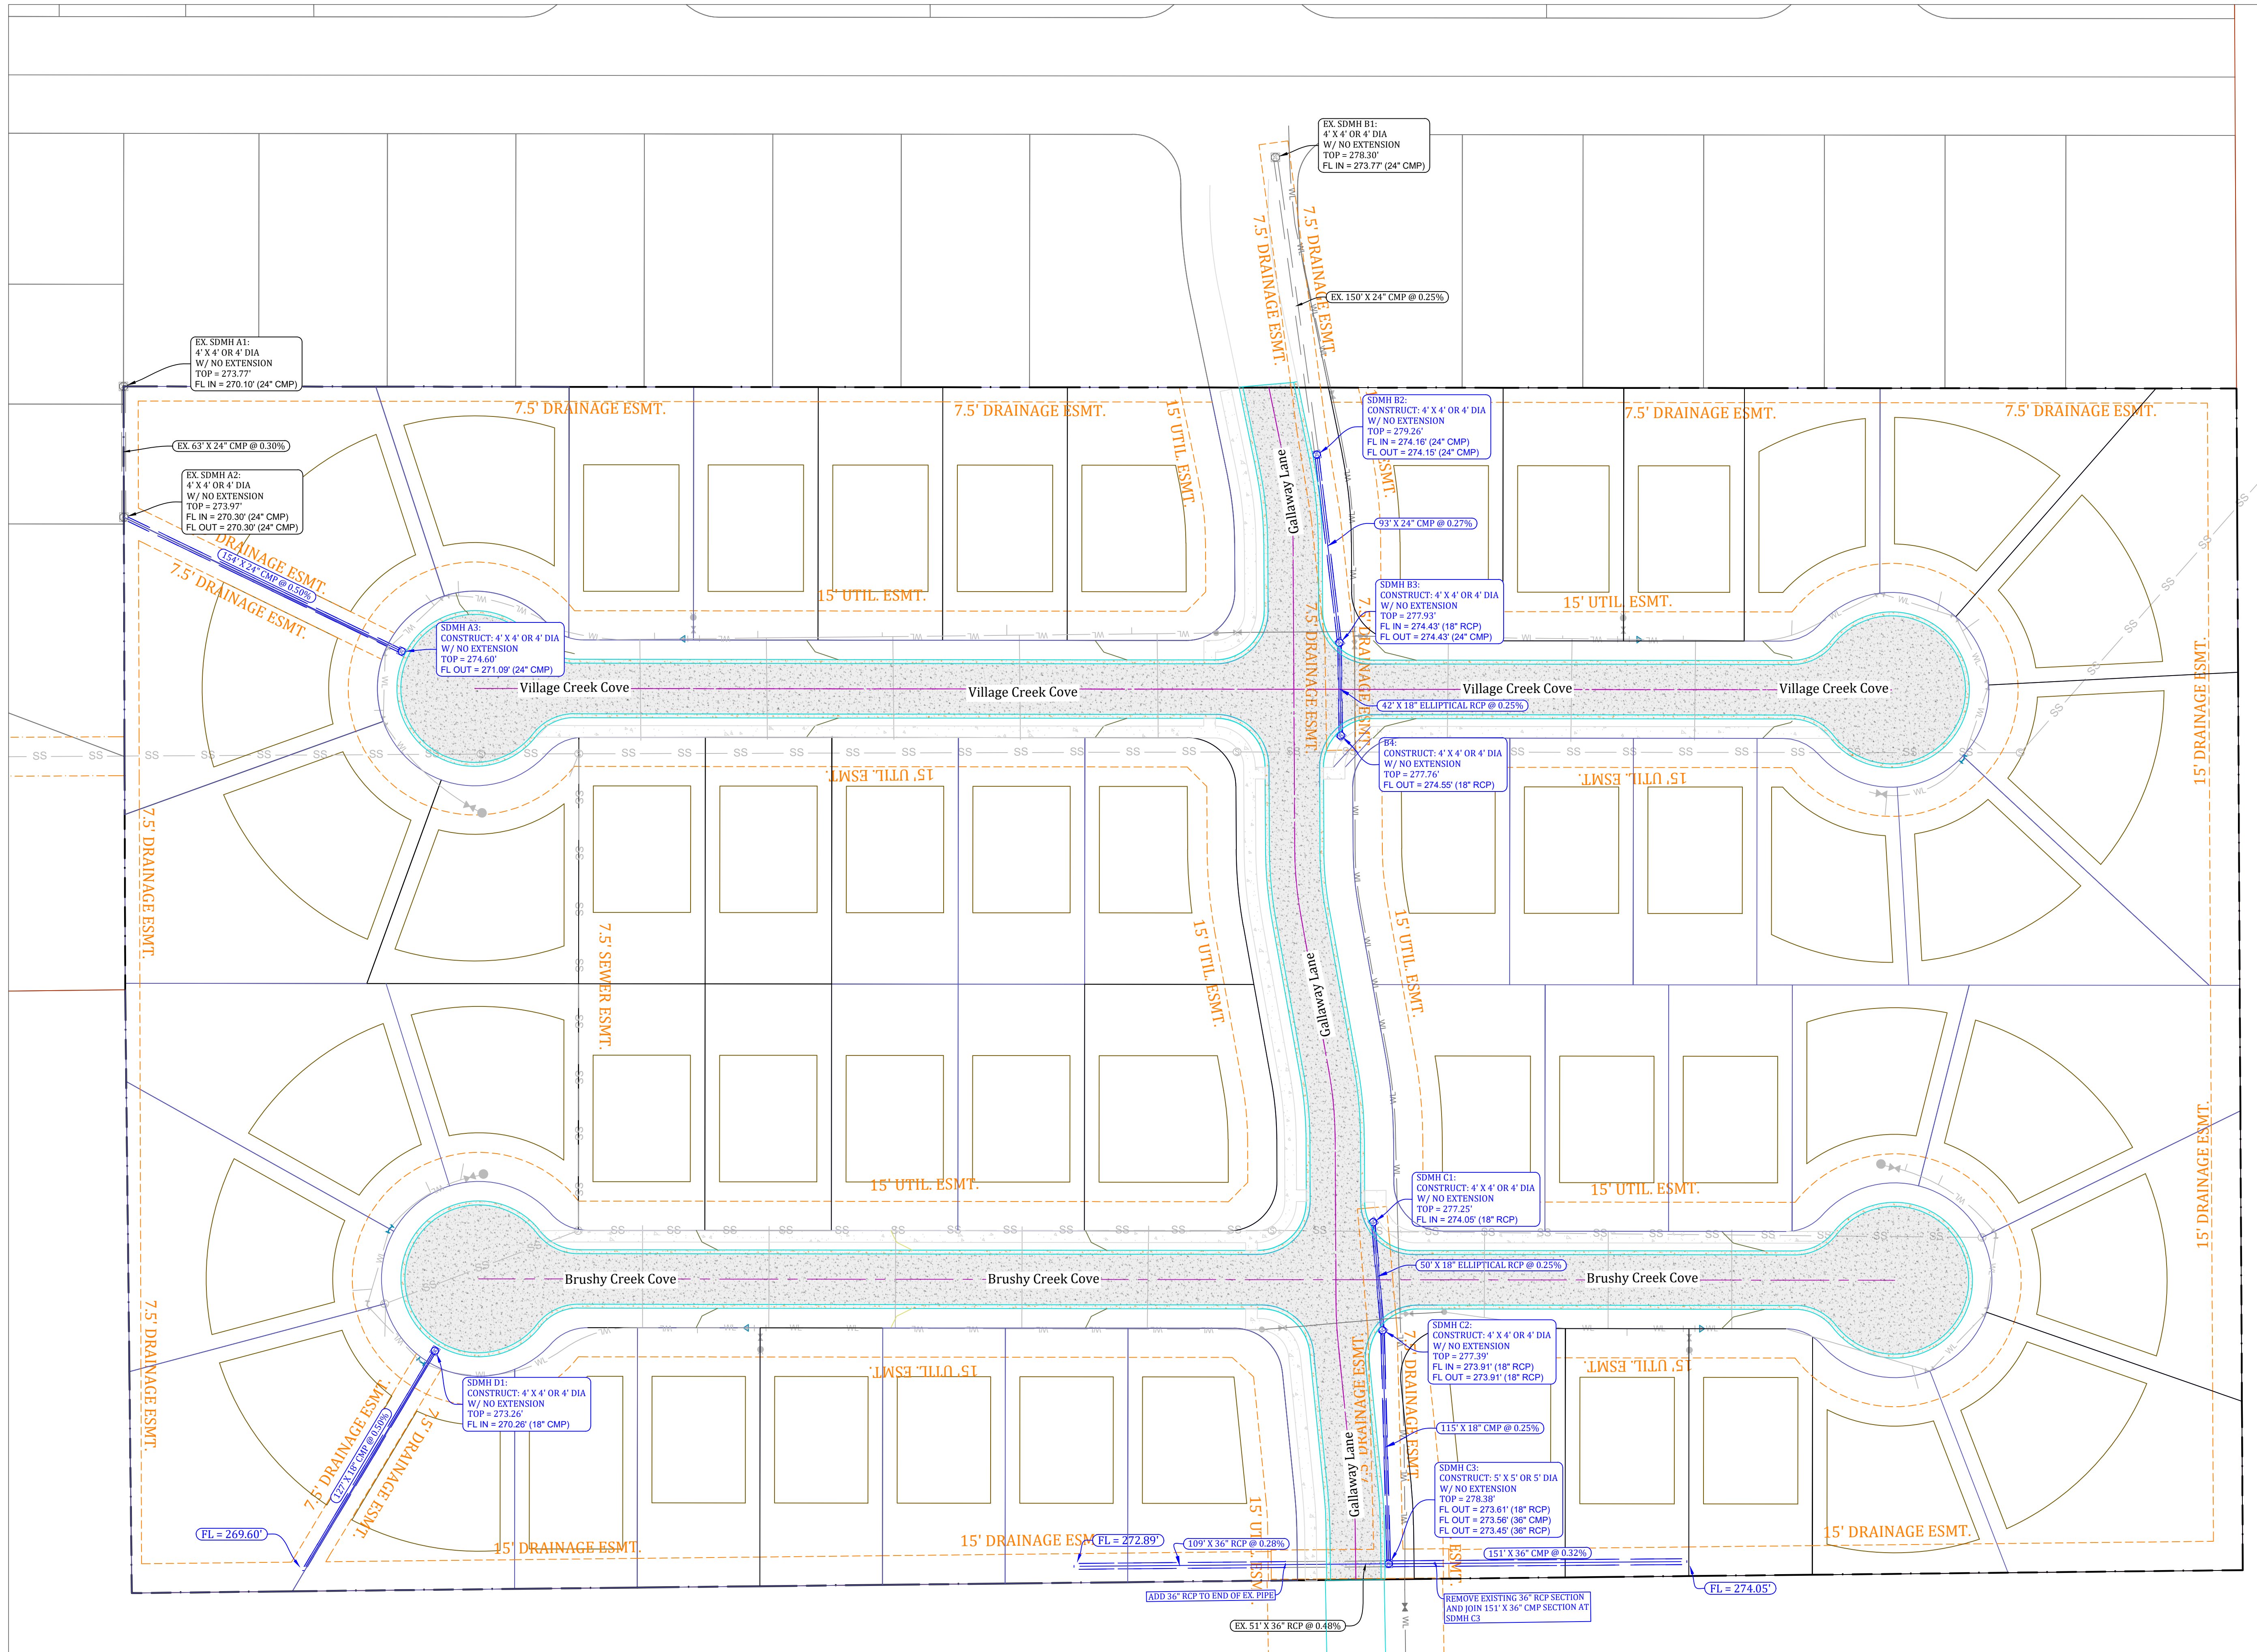 EX. SDMH B1:
4' X 4' OR 4' DIA
W/ NO EXTENSION
TOP = 278.30'
FL IN = 273.77' (24" CMP)
7.5' DRAINAGE ESMT.
7.5' DRAINAGE ESMT
EX. 150' X 24" CMP @ 0.25%
EX. SDMH A1:
4' X 4' OR 4' DIA
W/ NO EXTENSION
TOP = 273.77'
FL IN = 270.10' (24" CMP)
EX. 63' X 24" CMP @ 0.30%
EX. SDMH A2:
4' X 4' OR 4' DIA
W/ NO EXTENSION
TOP = 273.97'
FL IN = 270.30' (24" CMP)
FL OUT = 270.30' (24" CMP)
DRAINAGE ESMT.
154' X 24" CMP @ 0.50%
7.5' DRAINAGE ESMT.
7.5' DRAINAGE ESMT.
7.5' DRAINAGE ESMT.
15' UTIL. ESMT.
7.5' DRAINAGE ESMT.
7.5' DRAINAGE ESMT.
SDMH B2:
CONSTRUCT: 4' X 4' OR 4' DIA
W/ NO EXTENSION
TOP = 279.26'
FL IN = 274.16' (24" CMP)
FL OUT = 274.15' (24" CMP)
ESMT.
Gallaway Lane
93' X 24" CMP @ 0.27%
SDMH B3:
CONSTRUCT: 4' X 4' OR 4' DIA
W/ NO EXTENSION
TOP = 277.93'
FL IN = 274.43' (18" RCP)
FL OUT = 274.43' (24" CMP)
15' UTIL. ESMT.
15' UTIL. ESMT.
7.5' DRAINAGE ESMT
7.5' DRAINAGE ESMT.
SDMH A3:
CONSTRUCT: 4' X 4' OR 4' DIA
W/ NO EXTENSION
TOP = 274.60'
FL OUT = 271.09' (24" CMP)
Village Creek Cove
Village Creek Cove
Village Creek Cove
Village Creek Cove
42' X 18" ELLIPTICAL RCP @ 0.25%
B4:
CONSTRUCT: 4' X 4' OR 4' DIA
W/ NO EXTENSION
TOP = 277.76'
FL OUT = 274.55' (18" RCP)
15' DRAINAGE ESMT.
15' UTIL. ESMT.
15' UTIL. ESMT.
7.5' DRAINAGE ESMT.
7.5' SEWER ESMT.
15' UTIL. ESMT.
Gallaway Lane
15' UTIL. ESMT.
15' UTIL. ESMT.
15' UTIL. ESMT.
15' DRAINAGE ESMT.
SDMH C1:
CONSTRUCT: 4' X 4' OR 4' DIA
W/ NO EXTENSION
TOP = 277.25'
FL IN = 274.05' (18" RCP)
50' X 18" ELLIPTICAL RCP @ 0.25%
Brushy Creek Cove
Brushy Creek Cove
Brushy Creek Cove
SDMH C2:
CONSTRUCT: 4' X 4' OR 4' DIA
W/ NO EXTENSION
TOP = 277.39'
FL IN = 273.91' (18" RCP)
FL OUT = 273.91' (18" RCP)
15' UTIL. ESMT.
15' UTIL. ESMT.
7.5' DRAINAGE ESMT.
SDMH D1:
CONSTRUCT: 4' X 4' OR 4' DIA
W/ NO EXTENSION
TOP = 273.26'
FL IN = 270.26' (18" CMP)
7.5' DRAINAGE ESMT.
127' X 18" CMP @ 0.50%
7.5' DRAINAGE ESMT.
7.5' DRAINAGE ESMT
7.5' DRAINAGE ESMT
Gallaway Lane
115' X 18" CMP @ 0.25%
SDMH C3:
CONSTRUCT: 5' X 5' OR 5' DIA
W/ NO EXTENSION
TOP = 278.38'
FL OUT = 273.61' (18" RCP)
FL OUT = 273.56' (36" CMP)
FL OUT = 273.45' (36" RCP)
FL = 269.60'
15' DRAINAGE ESMT.
15' DRAINAGE ESMT
FL = 272.89'
109' X 36" RCP @ 0.28%
15' UTIL. ESMT.
ESMT.
151' X 36" CMP @ 0.32%
15' DRAINAGE ESMT.
FL = 274.05'
ADD 36" RCP TO END OF EX. PIPE
REMOVE EXISTING 36" RCP SECTION
AND JOIN 151' X 36" CMP SECTION AT
SDMH C3
EX. 51' X 36" RCP @ 0.48%